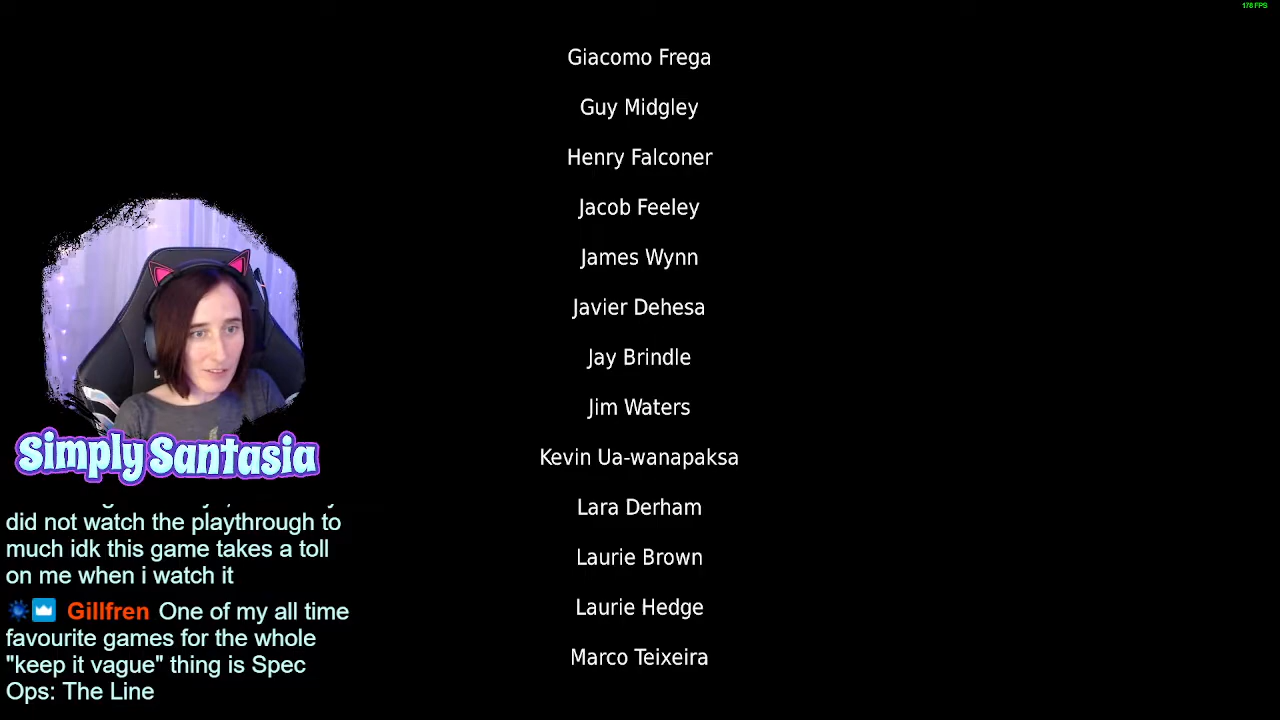 178 FPS
Giacomo Frega
Guy Midgley
Henry Falconer
Jacob Feeley
James Wynn
Javier Dehesa
Jay Brindle
Jim Waters
Kevin Ua-wanapaksa
Lara Derham
Laurie Brown
Laurie Hedge
Marco Teixeira
Simply Santasia
did not watch the playthrough to
much idk this game takes a toll
on me when i watch it
Gillfren One of my all time
favourite games for the whole
"keep it vague" thing is Spec
Ops: The Line